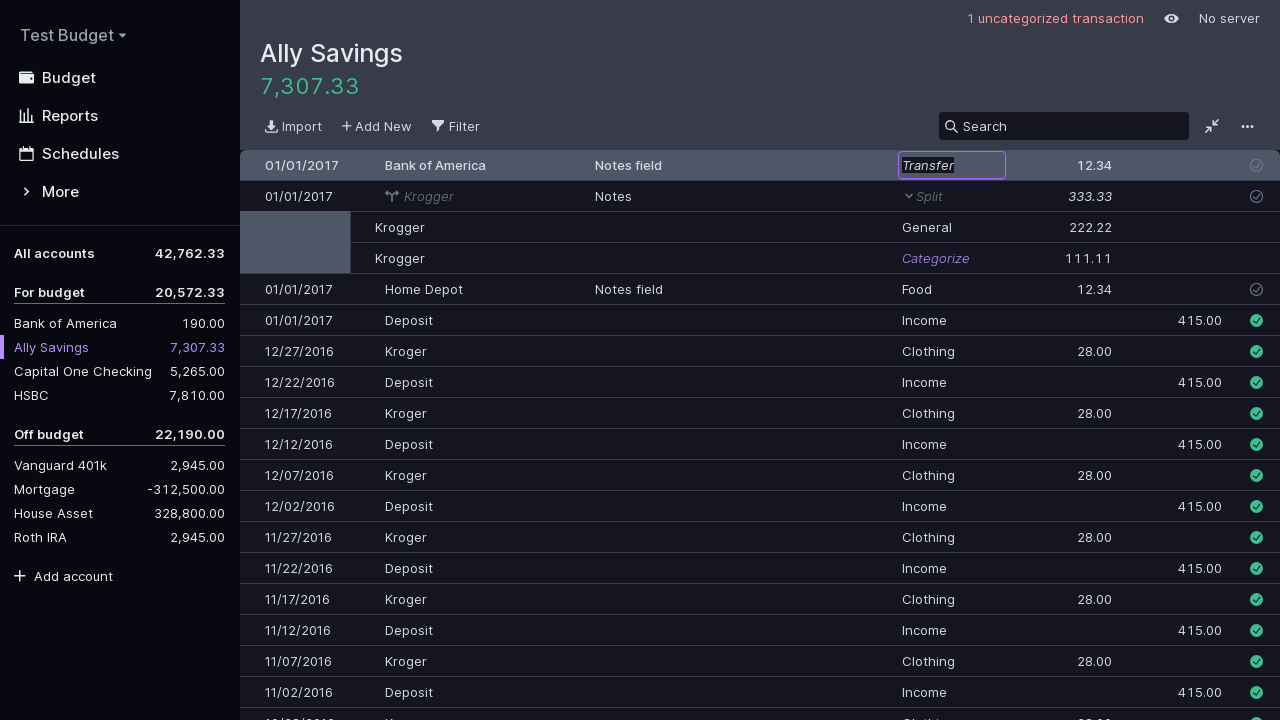 Test Budget
Budget
Reports
Schedules
More
All accounts 42,762.33
For budget 20,572.33
Bank of America 190.00
Ally Savings 7,307.33
Capital One Checking 5,265.00
HSBC 7,810.00
Off budget 22,190.00
Vanguard 401k 2,945.00
Mortgage -312,500.00
House Asset 328,800.00
Roth IRA 2,945.00
Add account
1 uncategorized transaction No server
Ally Savings
7,307.33
Import Add New Filter Search
01/01/2017 Bank of America Notes field Transfer 12.34
01/01/2017 Krogger Notes Split 333.33
Krogger General 222.22
Krogger Categorize 111.11
01/01/2017 Home Depot Notes field Food 12.34
01/01/2017 Deposit Income 415.00
12/27/2016 Kroger Clothing 28.00
12/22/2016 Deposit Income 415.00
12/17/2016 Kroger Clothing 28.00
12/12/2016 Deposit Income 415.00
12/07/2016 Kroger Clothing 28.00
12/02/2016 Deposit Income 415.00
11/27/2016 Kroger Clothing 28.00
11/22/2016 Deposit Income 415.00
11/17/2016 Kroger Clothing 28.00
11/12/2016 Deposit Income 415.00
11/07/2016 Kroger Clothing 28.00
11/02/2016 Deposit Income 415.00